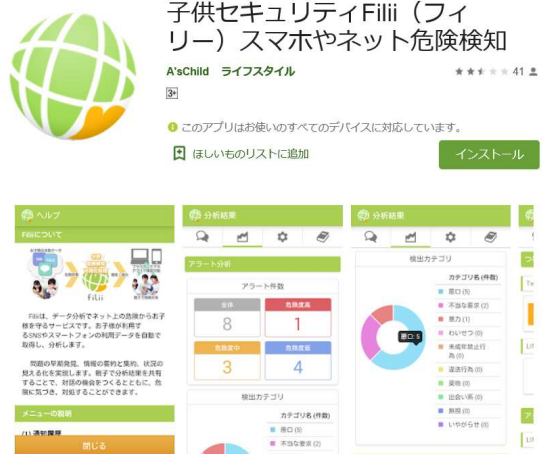 子供セキュリティFilii（フィ
リー）スマホやネット危険検知
A'sChild ライフスタイル
41
3+
このアプリはお使いのすべてのデバイスに対応しています。
ほしいものリストに追加
インストール
ヘルプ
Filiiについて
filii
Filiiは、データ分析でネット上の危険からお子
様を守るサービスです。お子様が利用す
るSNSやスマートフォンの利用データを自動で
取得し、分析します。
問題の早期発見、情報の要約と集約、状況の
見える化を実現します。親子で分析結果を共有
することで、対話の機会をつくるとともに、危
険に気づき、対処することができます。
メニューの説明
(1) 通知履歴
閉じる
分析結果
アラート分析
アラート件数
全体
8
危険度高
1
危険度中
3
危険度低
4
検出カテゴリ
カテゴリ名 (件数)
悪口 (5)
不当な要求 (2)
分析結果
検出カテゴリ
カテゴリ名 (件数)
悪口: 5
悪口 (5)
不当な要求 (2)
暴力 (1)
わいせつ (0)
未成年禁止行
為 (0)
違法行為 (0)
薬物 (0)
出会い系 (0)
無視 (0)
いやがらせ (0)